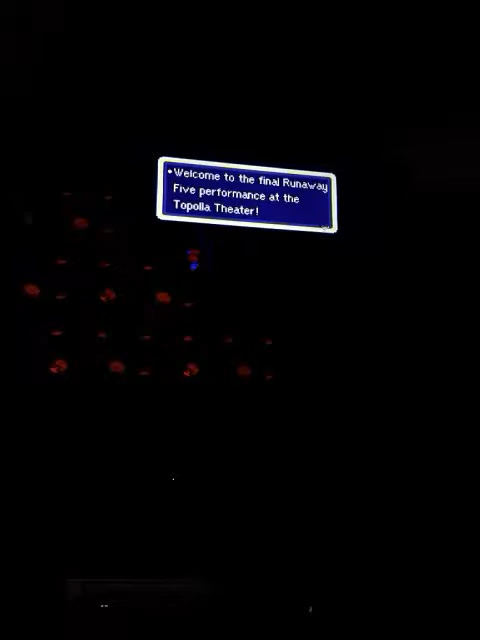 •Welcome to the final Runaway
Five performance at the
Topolla Theater!